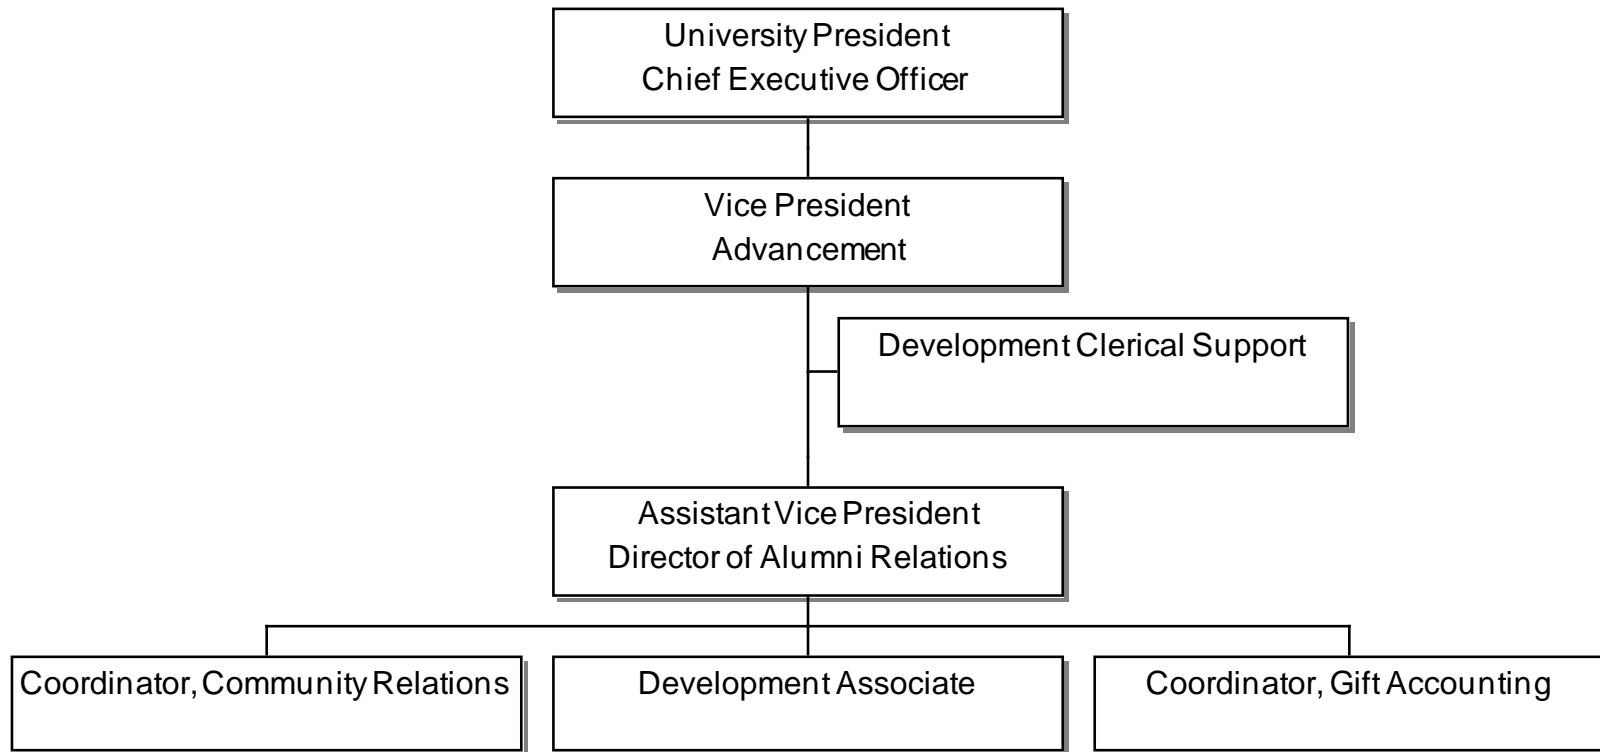 University President
Chief Executive Officer
Vice President
Advancement
Development Clerical Support
Assistant Vice President
Director of Alumni Relations
Coordinator, Community Relations
Development Associate
Coordinator, Gift Accounting